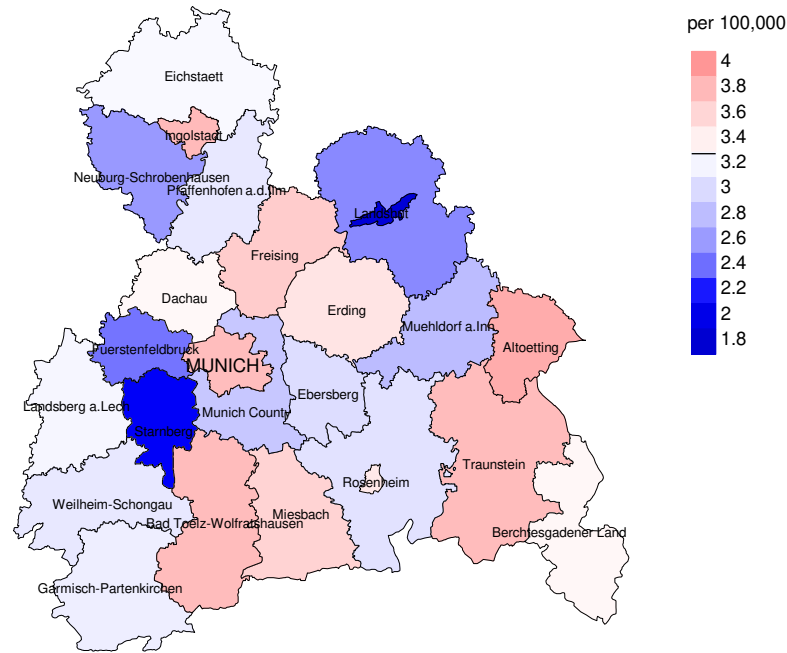 per 100,000
4
3.8
3.6
3.4
3.2
3
2.8
2.6
2.4
2.2
2
1.8
Eichstaett
Ingolstadt
Neuburg-Schrobenhausen
Pfaffenhofen a.d.Ilm
Landshut
Freising
Dachau
Erding
Muehldorf a.Inn
Altoetting
Fuerstenfeldbruck
MUNICH
Ebersberg
Landsberg a.Lech
Munich County
Starnberg
Traunstein
Rosenheim
Weilheim-Schongau
Miesbach
Bad Toelz-Wolfratshausen
Berchtesgadener Land
Garmisch-Partenkirchen